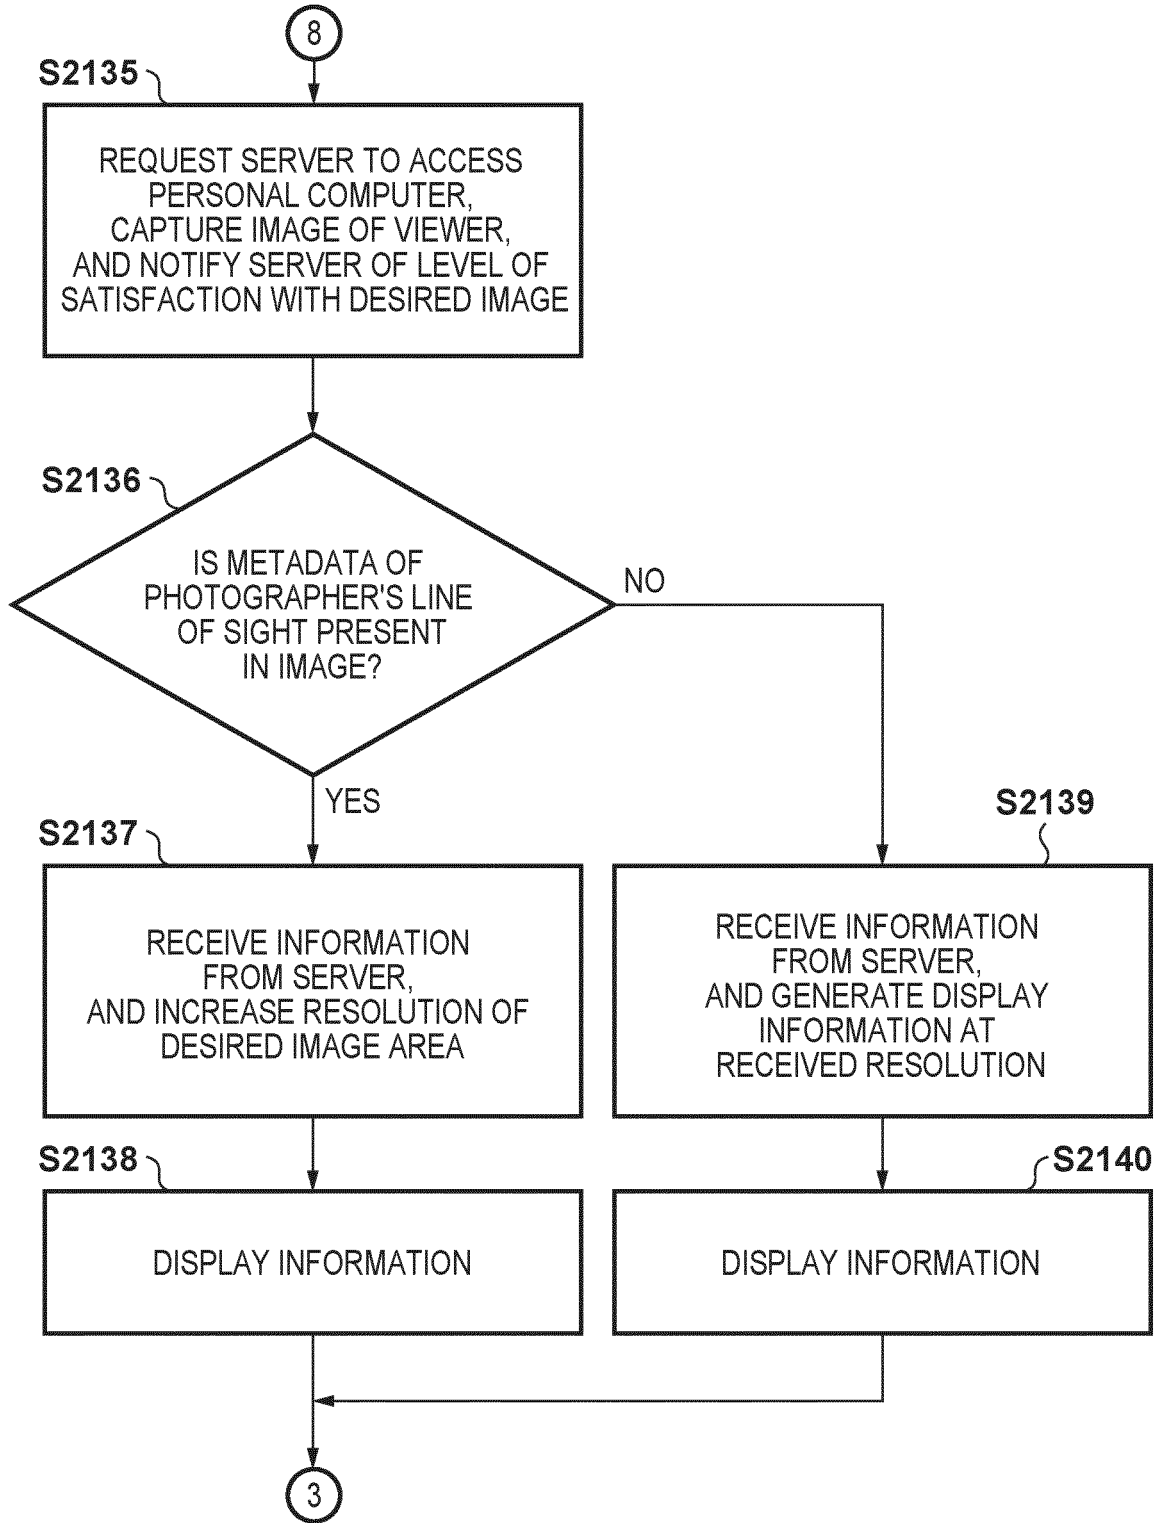 8
S2135
REQUEST SERVER TO ACCESS
PERSONAL COMPUTER,
CAPTURE IMAGE OF VIEWER,
AND NOTIFY SERVER OF LEVEL OF
SATISFACTION WITH DESIRED IMAGE
S2136
IS METADATA OF
PHOTOGRAPHER'S LINE
OF SIGHT PRESENT
IN IMAGE?
NO
YES
S2137
RECEIVE INFORMATION
FROM SERVER,
AND INCREASE RESOLUTION OF
DESIRED IMAGE AREA
S2139
RECEIVE INFORMATION
FROM SERVER,
AND GENERATE DISPLAY
INFORMATION AT
RECEIVED RESOLUTION
S2138
DISPLAY INFORMATION
S2140
DISPLAY INFORMATION
3